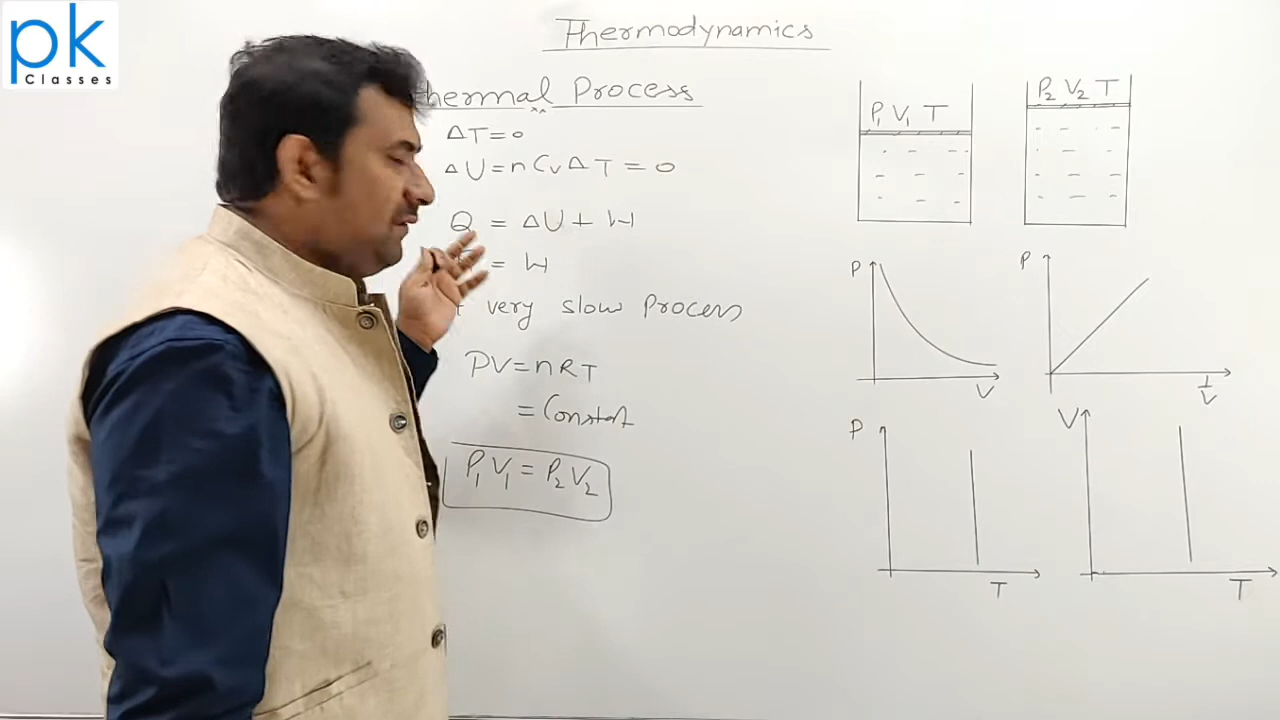 pk
Classes
Thermodynamics
thermal Process
ΔT=0
ΔU=nCvΔT=0
Q = ΔU+W
= W
very slow Process
PV=nRT
=Constant
P₁V₁=P₂V₂
P₁ V₁ T
P₂ V₂ T
P
V
P
1/V
P
T
V
T